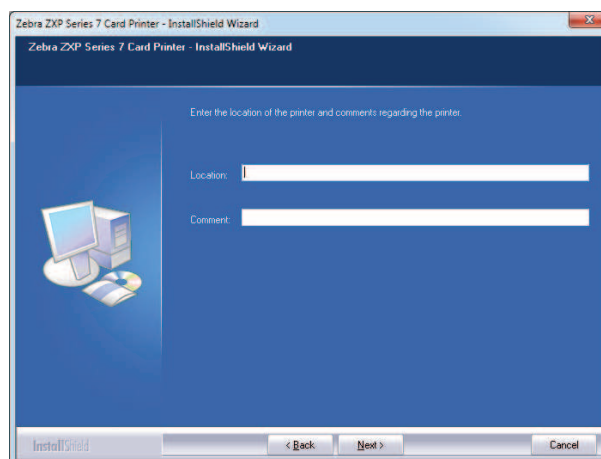 Zebra ZXP Series 7 Card Printer - InstallShield Wizard
Zebra ZXP Series 7 Card Printer - InstallShield Wizard
Enter the location of the printer and comments regarding the printer.
Location:
Comment:
InstallShield
< Back
Next >
Cancel